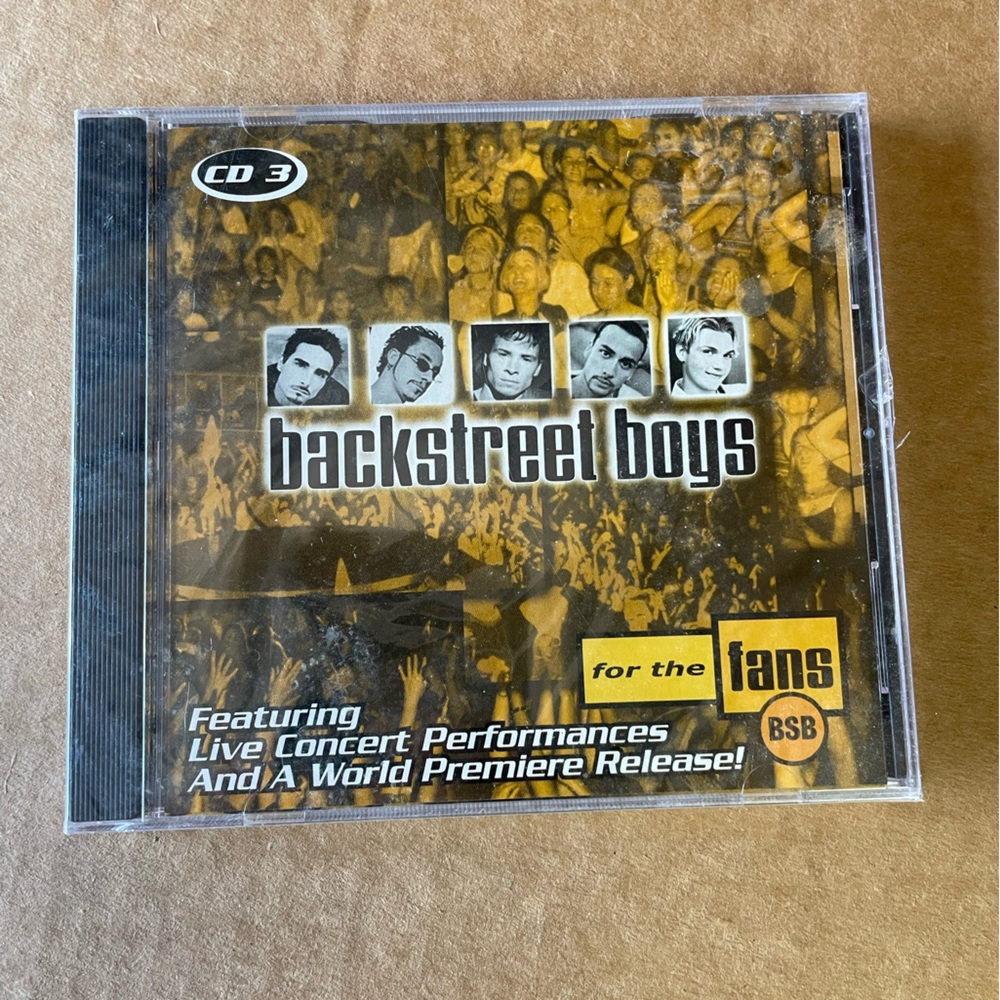 CD 3
backstreet boys
for the fans
BSB
Featuring
Live Concert Performances
And A World Premiere Release!